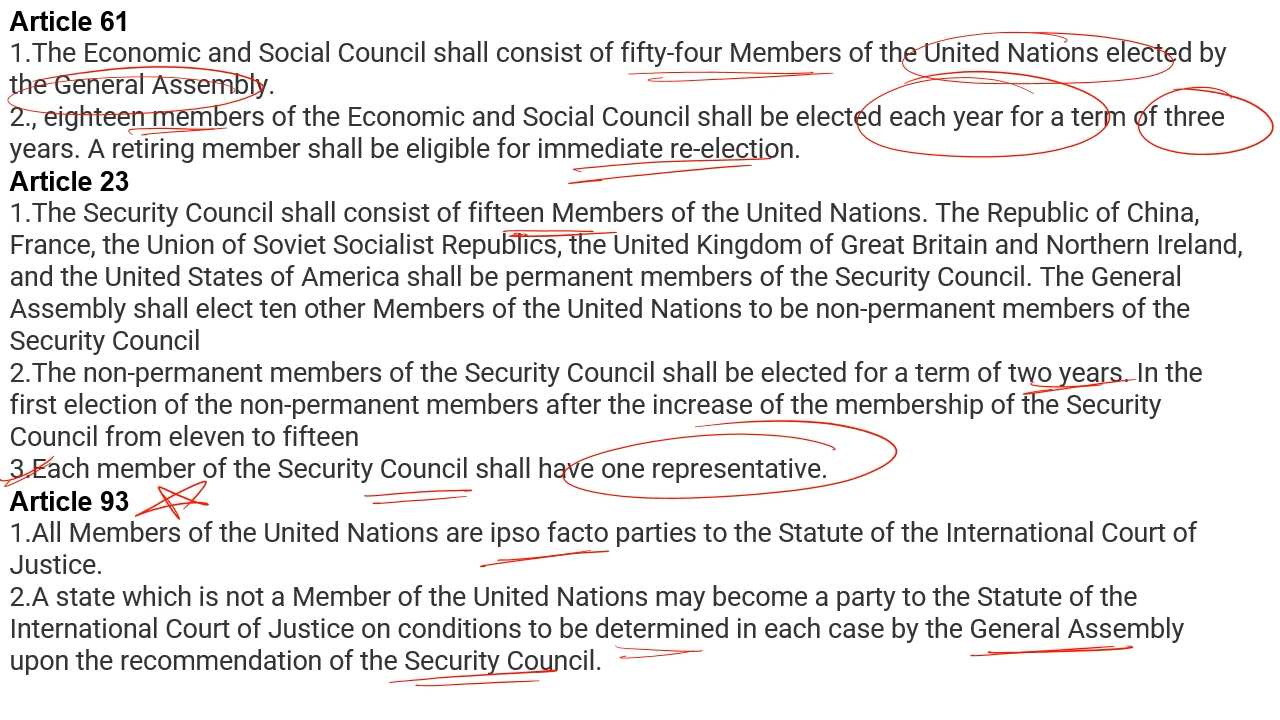 Article 61
1.The Economic and Social Council shall consist of fifty-four Members of the United Nations elected by
the General Assembly.
2., eighteen members of the Economic and Social Council shall be elected each year for a term of three
years. A retiring member shall be eligible for immediate re-election.
Article 23
1.The Security Council shall consist of fifteen Members of the United Nations. The Republic of China,
France, the Union of Soviet Socialist Republics, the United Kingdom of Great Britain and Northern Ireland,
and the United States of America shall be permanent members of the Security Council. The General
Assembly shall elect ten other Members of the United Nations to be non-permanent members of the
Security Council
2.The non-permanent members of the Security Council shall be elected for a term of two years. In the
first election of the non-permanent members after the increase of the membership of the Security
Council from eleven to fifteen
3.Each member of the Security Council shall have one representative.
Article 93
1.All Members of the United Nations are ipso facto parties to the Statute of the International Court of
Justice.
2.A state which is not a Member of the United Nations may become a party to the Statute of the
International Court of Justice on conditions to be determined in each case by the General Assembly
upon the recommendation of the Security Council.